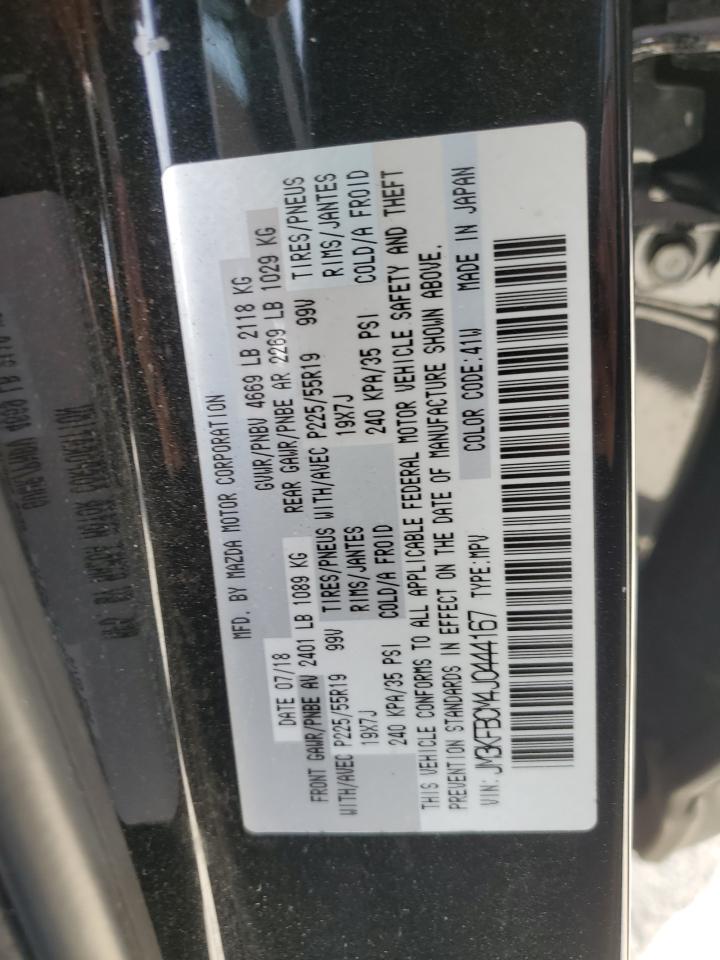 MFD. BY MAZDA MOTOR CORPORATION
DATE 07/18 GVWR/PNBV 4669 LB 2118 KG
FRONT GAWR/PNBE AV 2401 LB 1089 KG REAR GAWR/PNBE AR 2269 LB 1029 KG
WITH/AVEC P225/55R19 99V TIRES/PNEUS WITH/AVEC P225/55R19 99V TIRES/PNEUS
19X7J RIMS/JANTES 19X7J RIMS/JANTES
240 KPA/35 PSI COLD/A FROID 240 KPA/35 PSI COLD/A FROID
THIS VEHICLE CONFORMS TO ALL APPLICABLE FEDERAL MOTOR VEHICLE SAFETY AND THEFT
PREVENTION STANDARDS IN EFFECT ON THE DATE OF MANUFACTURE SHOWN ABOVE.
VIN: JM3KFBCM4J0444167 TYPE:MPV COLOR CODE:41W MADE IN JAPAN